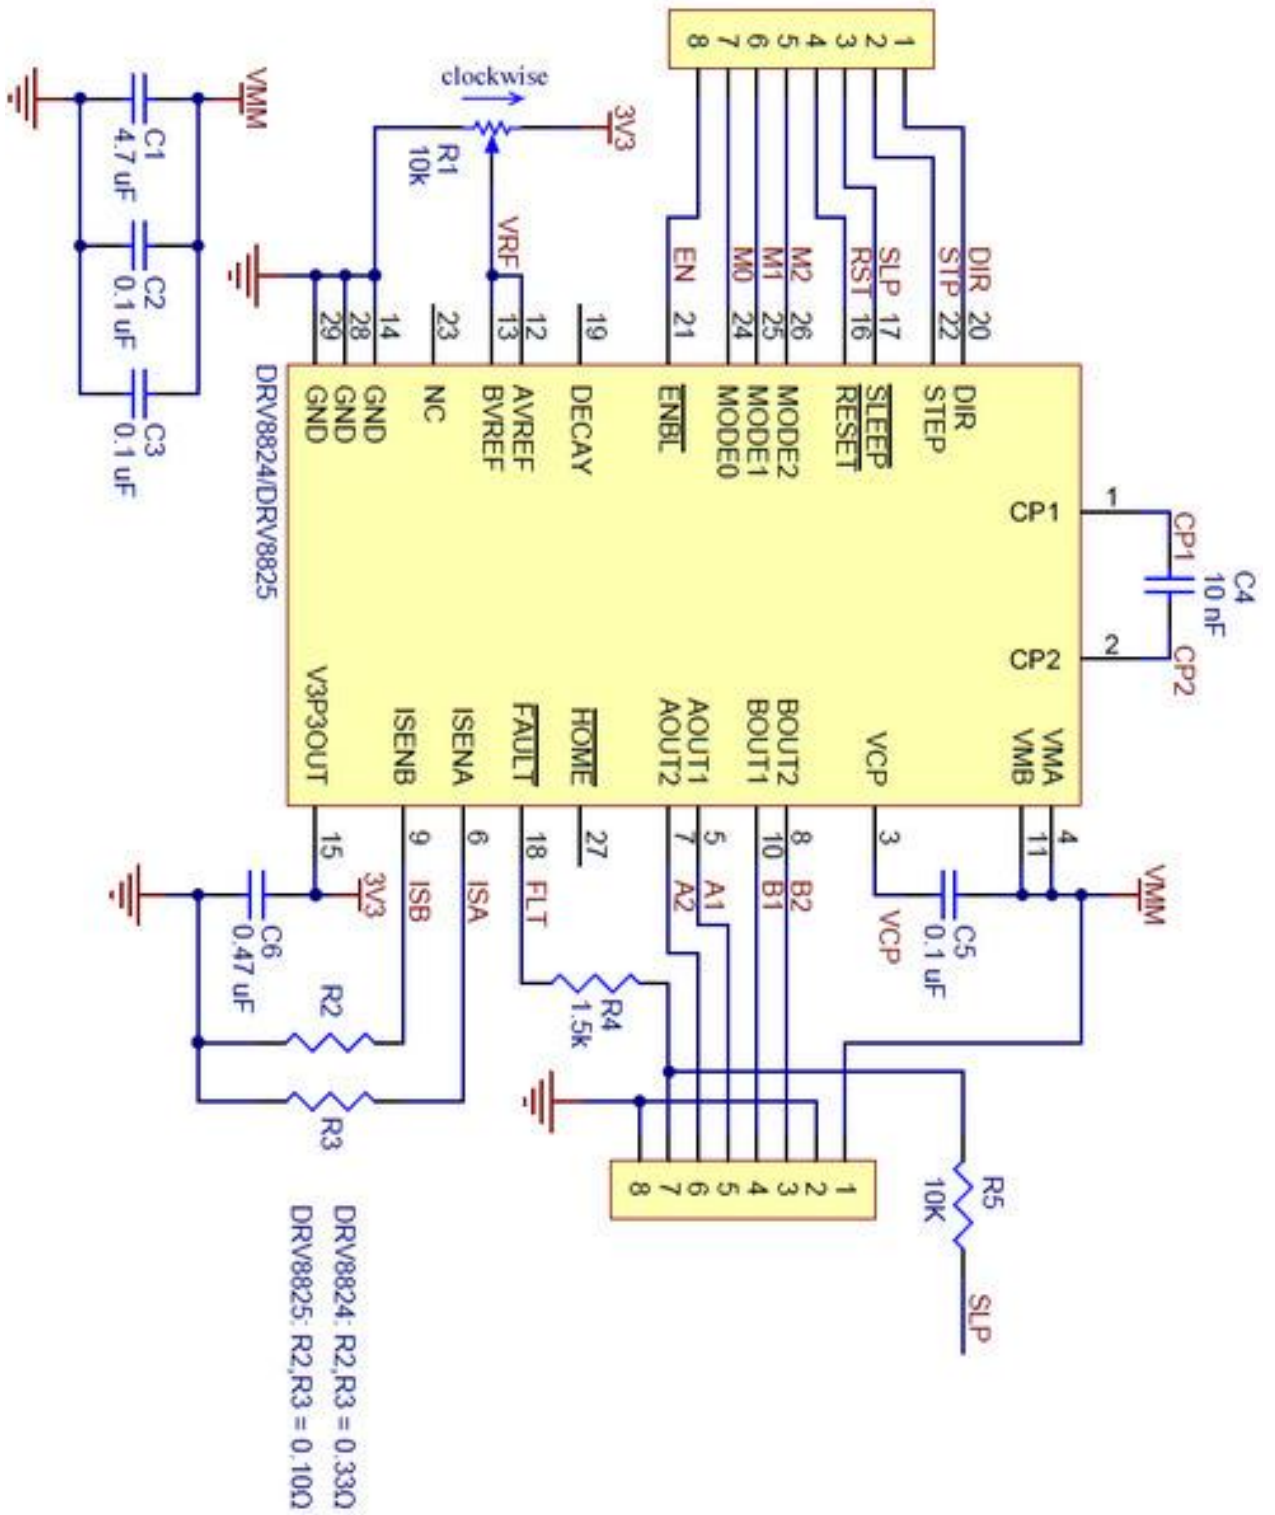 1
2
3
4
5
6
7
8
DIR
STP
SLP
RST
M2
M1
M0
EN
20
22
17
16
26
25
24
21
19
12
13
23
14
28
29
DIR
STEP
SLEEP
RESET
MODE2
MODE1
MODE0
ENBL
DECAY
AVREF
BVREF
NC
GND
GND
GND
DRV8824/DRV8825
3V3
clockwise
R1
10k
VRF
VMM
C1
4.7 uF
C2
0.1 uF
C3
0.1 uF
CP1
1
CP1
C4
10 nF
CP2
2
CP2
VMA
VMB
VCP
BOUT2
BOUT1
AOUT1
AOUT2
HOME
FAULT
ISENA
ISENB
V3P3OUT
4
11
3
8
10
5
7
27
18
6
9
15
VMM
C5
0.1 uF
VCP
B2
B1
A1
A2
FLT
ISA
ISB
3V3
C6
0.47 uF
R4
1.5k
R2
R3
1
2
3
4
5
6
7
8
R5
10K
SLP
DRV8824: R2,R3 = 0.33Ω
DRV8825: R2,R3 = 0.10Ω